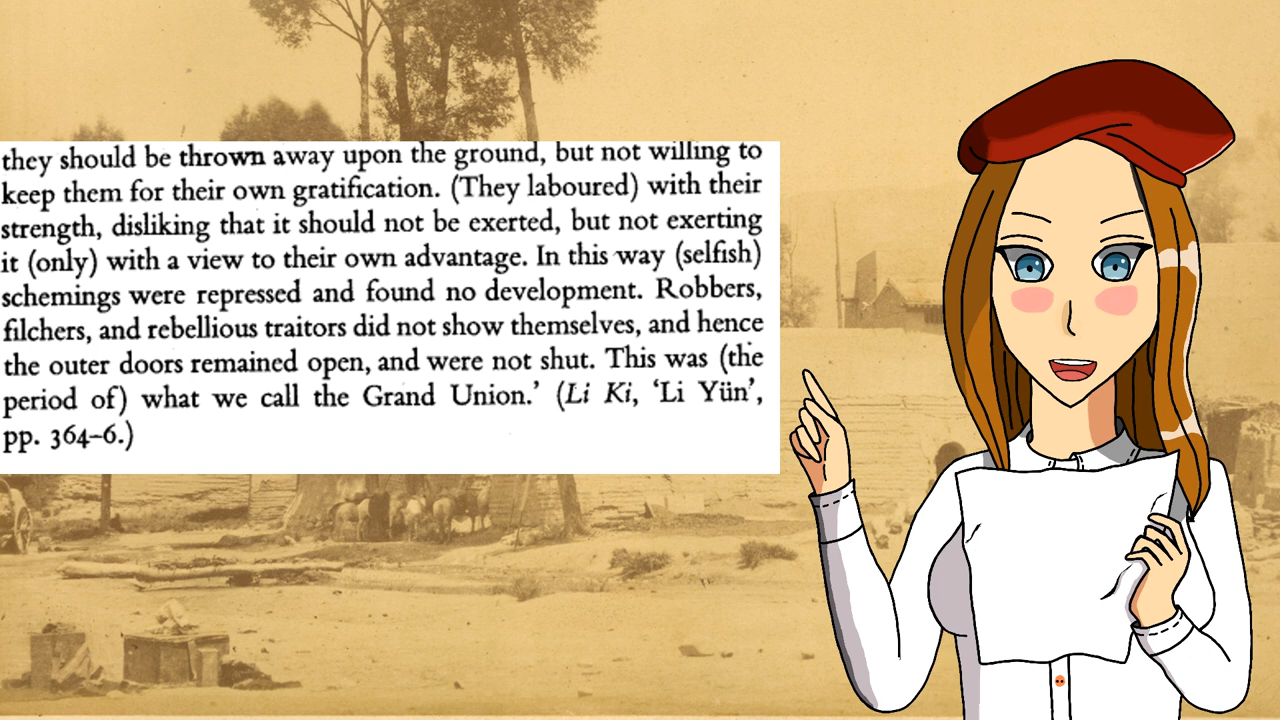 they should be thrown away upon the ground, but not willing to
keep them for their own gratification. (They laboured) with their
strength, disliking that it should not be exerted, but not exerting
it (only) with a view to their own advantage. In this way (selfish)
schemings were repressed and found no development. Robbers,
filchers, and rebellious traitors did not show themselves, and hence
the outer doors remained open, and were not shut. This was (the
period of) what we call the Grand Union.’ (Li Ki, ‘Li Yün’,
pp. 364–6.)